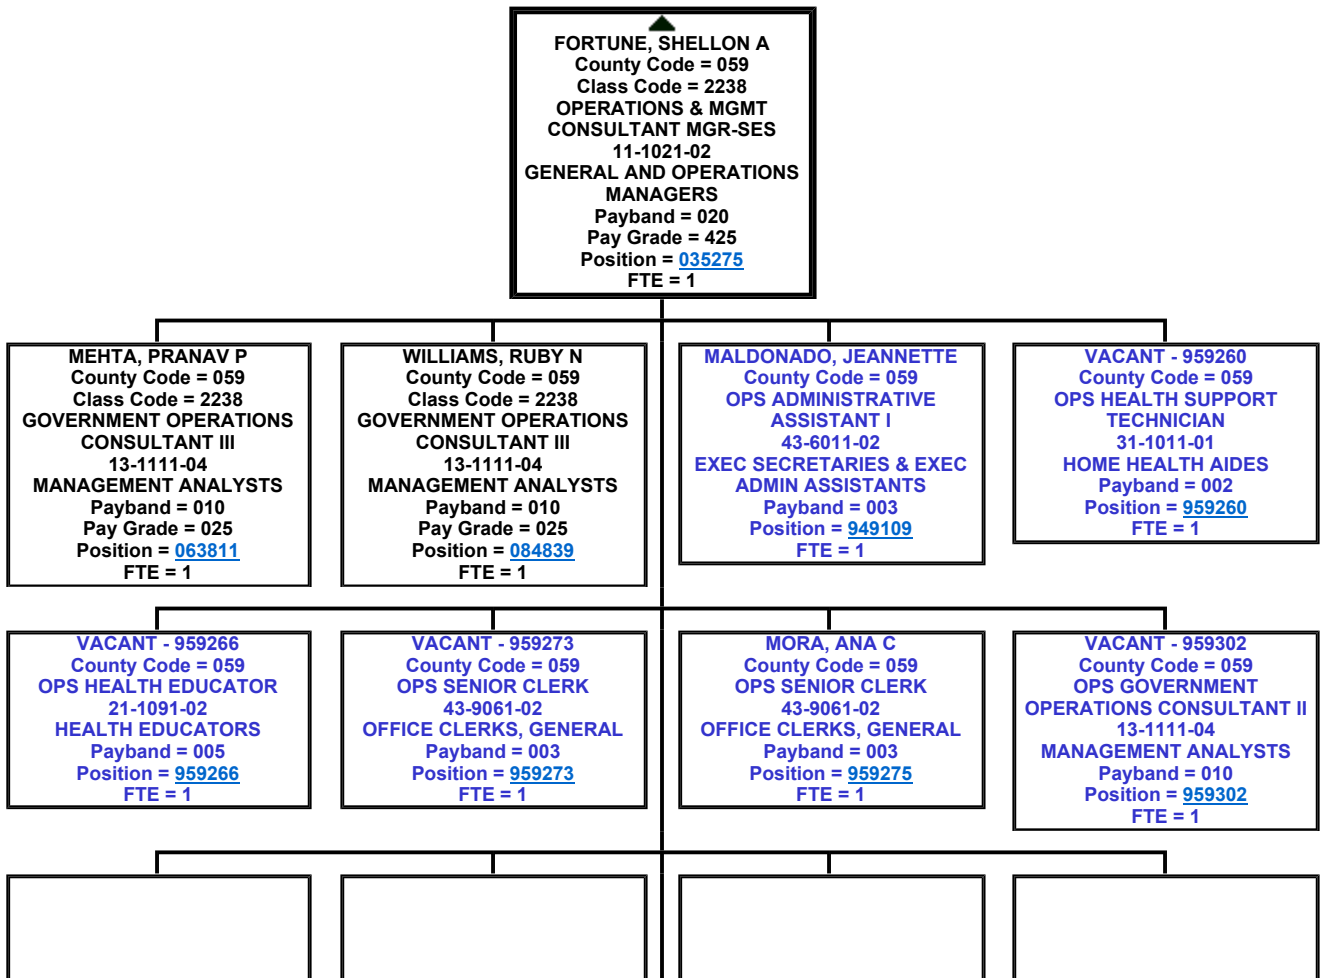 FORTUNE, SHELLON A
County Code = 059
Class Code = 2238
OPERATIONS & MGMT
CONSULTANT MGR-SES
11-1021-02
GENERAL AND OPERATIONS
MANAGERS
Payband = 020
Pay Grade = 425
Position = 035275
FTE = 1
MEHTA, PRANAV P
County Code = 059
Class Code = 2238
GOVERNMENT OPERATIONS
CONSULTANT III
13-1111-04
MANAGEMENT ANALYSTS
Payband = 010
Pay Grade = 025
Position = 063811
FTE = 1
WILLIAMS, RUBY N
County Code = 059
Class Code = 2238
GOVERNMENT OPERATIONS
CONSULTANT III
13-1111-04
MANAGEMENT ANALYSTS
Payband = 010
Pay Grade = 025
Position = 084839
FTE = 1
MALDONADO, JEANNETTE
County Code = 059
OPS ADMINISTRATIVE
ASSISTANT I
43-6011-02
EXEC SECRETARIES & EXEC
ADMIN ASSISTANTS
Payband = 003
Position = 949109
FTE = 1
VACANT - 959260
County Code = 059
OPS HEALTH SUPPORT
TECHNICIAN
31-1011-01
HOME HEALTH AIDES
Payband = 002
Position = 959260
FTE = 1
VACANT - 959266
County Code = 059
OPS HEALTH EDUCATOR
21-1091-02
HEALTH EDUCATORS
Payband = 005
Position = 959266
FTE = 1
VACANT - 959273
County Code = 059
OPS SENIOR CLERK
43-9061-02
OFFICE CLERKS, GENERAL
Payband = 003
Position = 959273
FTE = 1
MORA, ANA C
County Code = 059
OPS SENIOR CLERK
43-9061-02
OFFICE CLERKS, GENERAL
Payband = 003
Position = 959275
FTE = 1
VACANT - 959302
County Code = 059
OPS GOVERNMENT
OPERATIONS CONSULTANT II
13-1111-04
MANAGEMENT ANALYSTS
Payband = 010
Position = 959302
FTE = 1